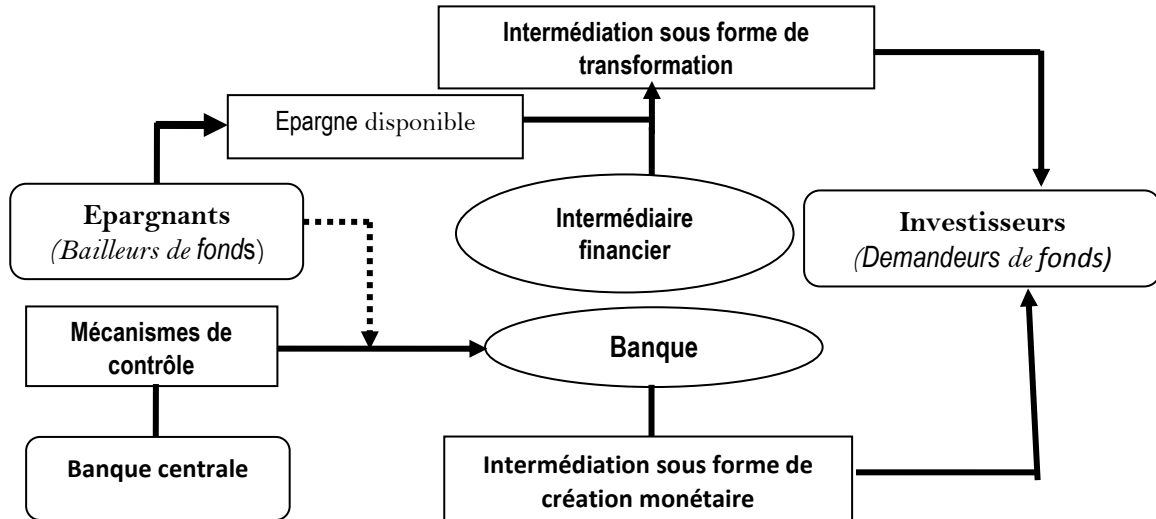 Intermédiation sous forme de
transformation
Epargne disponible
Epargnants
(Bailleurs de fonds)
Intermédiaire
financier
Investisseurs
(Demandeurs de fonds)
Mécanismes de
contrôle
Banque
Banque centrale
Intermédiation sous forme de
création monétaire